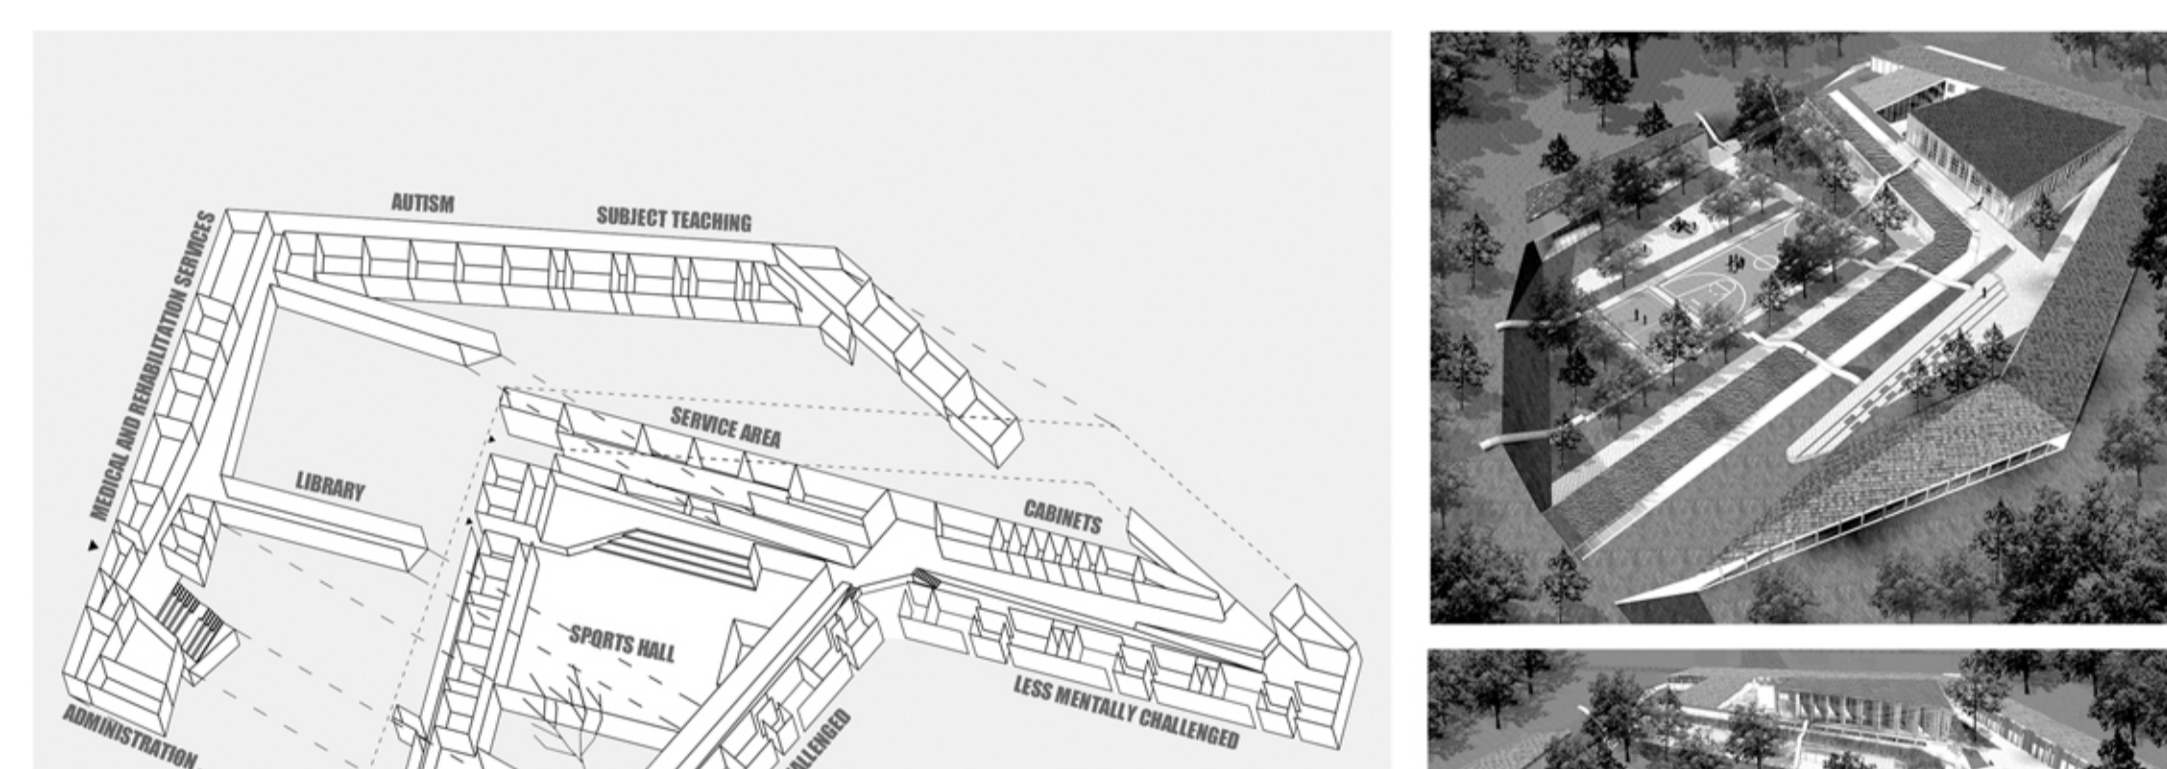 AUTISM
SUBJECT TEACHING
MEDICAL AND REHABILITATION SERVICES
SERVICE AREA
LIBRARY
CABINETS
SPORTS HALL
LESS MENTALLY CHALLENGED
ADMINISTRATION